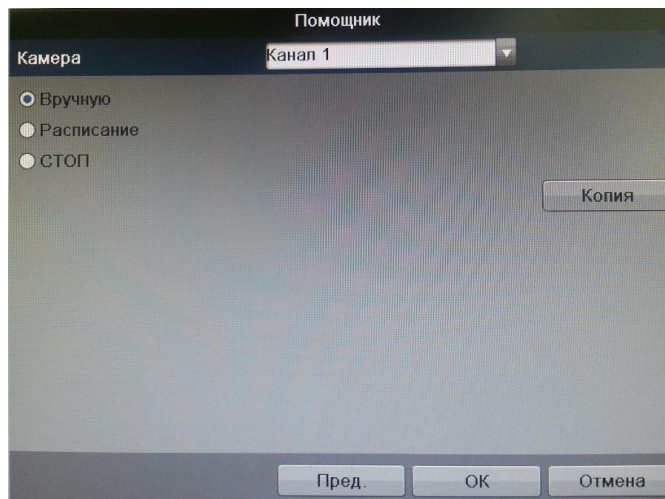 Помощник
Камера Канал 1
Вручную
Расписание
СТОП
Копия
Пред. OK Отмена